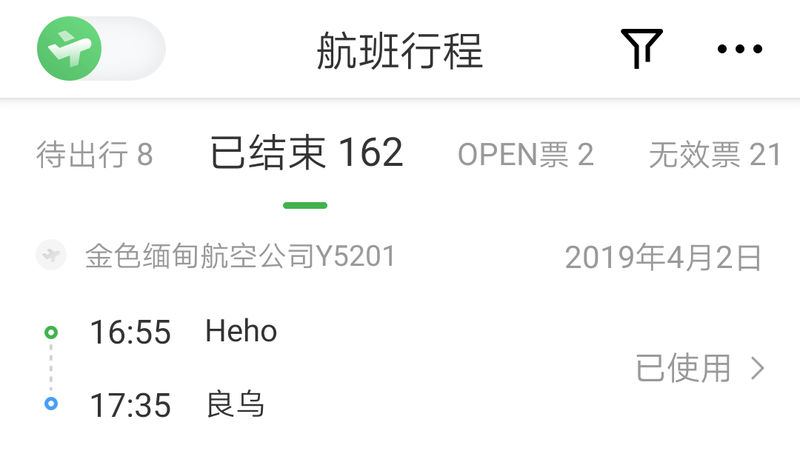 航班行程
待出行 8 已结束 162 OPEN票 2 无效票 21
金色缅甸航空公司Y5201 2019年4月2日
16:55 Heho
已使用
17:35 良乌